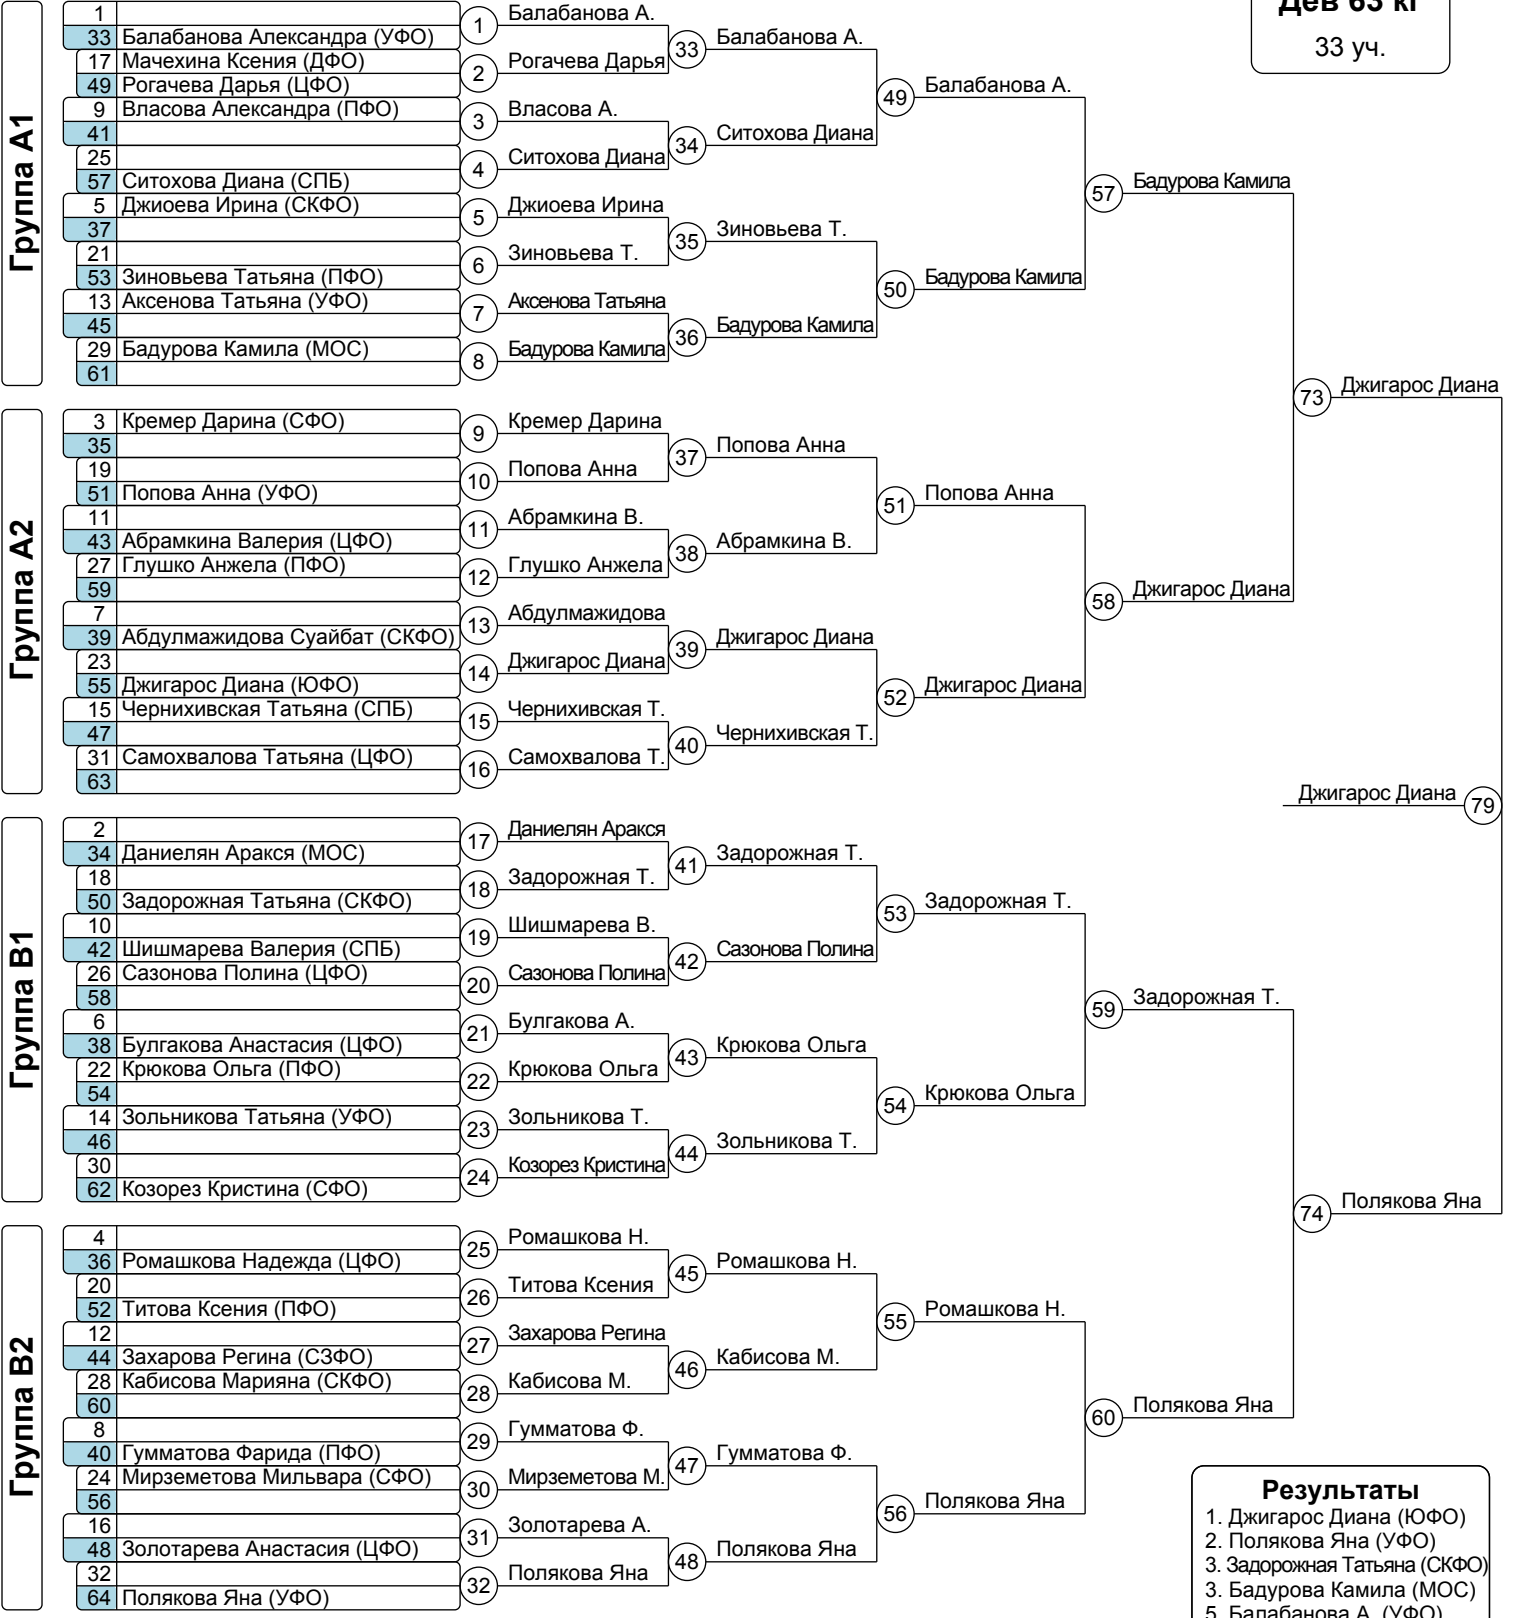 Дев 63 кг
33 уч.
Группа A1
1
33 Балабанова Александра (УФО)
17 Мачехина Ксения (ДФО)
49 Рогачева Дарья (ЦФО)
9 Власова Александра (ПФО)
41
25
57 Ситохова Диана (СПБ)
5 Джиоева Ирина (СКФО)
37
21
53 Зиновьева Татьяна (ПФО)
13 Аксенова Татьяна (УФО)
45
29 Бадурова Камила (МОС)
61
1 Балабанова А.
2 Рогачева Дарья
3 Власова А.
4 Ситохова Диана
5 Джиоева Ирина
6 Зиновьева Т.
7 Аксенова Татьяна
8 Бадурова Камила
33 Балабанова А.
34 Ситохова Диана
35 Зиновьева Т.
36 Бадурова Камила
49 Балабанова А.
50 Бадурова Камила
57 Бадурова Камила
Группа A2
3 Кремер Дарина (СФО)
35
19
51 Попова Анна (УФО)
11
43 Абрамкина Валерия (ЦФО)
27 Глушко Анжела (ПФО)
59
7
39 Абдулмажидова Суайбат (СКФО)
23
55 Джигарос Диана (ЮФО)
15 Чернихивская Татьяна (СПБ)
47
31 Самохвалова Татьяна (ЦФО)
63
9 Кремер Дарина
10 Попова Анна
11 Абрамкина В.
12 Глушко Анжела
13 Абдулмажидова
14 Джигарос Диана
15 Чернихивская Т.
16 Самохвалова Т.
37 Попова Анна
38 Абрамкина В.
39 Джигарос Диана
40 Чернихивская Т.
51 Попова Анна
52 Джигарос Диана
58 Джигарос Диана
73 Джигарос Диана
Джигарос Диана 79
Группа B1
2
34 Даниелян Аракся (МОС)
18
50 Задорожная Татьяна (СКФО)
10
42 Шишмарева Валерия (СПБ)
26 Сазонова Полина (ЦФО)
58
6
38 Булгакова Анастасия (ЦФО)
22 Крюкова Ольга (ПФО)
54
14 Зольникова Татьяна (УФО)
46
30
62 Козорез Кристина (СФО)
17 Даниелян Аракся
18 Задорожная Т.
19 Шишмарева В.
20 Сазонова Полина
21 Булгакова А.
22 Крюкова Ольга
23 Зольникова Т.
24 Козорез Кристина
41 Задорожная Т.
42 Сазонова Полина
43 Крюкова Ольга
44 Зольникова Т.
53 Задорожная Т.
54 Крюкова Ольга
59 Задорожная Т.
Группа B2
4
36 Ромашкова Надежда (ЦФО)
20
52 Титова Ксения (ПФО)
12
44 Захарова Регина (СЗФО)
28 Кабисова Марияна (СКФО)
60
8
40 Гумматова Фарида (ПФО)
24 Мирземетова Мильвара (СФО)
56
16
48 Золотарева Анастасия (ЦФО)
32
64 Полякова Яна (УФО)
25 Ромашкова Н.
26 Титова Ксения
27 Захарова Регина
28 Кабисова М.
29 Гумматова Ф.
30 Мирземетова М.
31 Золотарева А.
32 Полякова Яна
45 Ромашкова Н.
46 Кабисова М.
47 Гумматова Ф.
48 Полякова Яна
55 Ромашкова Н.
56 Полякова Яна
60 Полякова Яна
74 Полякова Яна
Результаты
1. Джигарос Диана (ЮФО)
2. Полякова Яна (УФО)
3. Задорожная Татьяна (СКФО)
3. Бадурова Камила (МОС)
5. Балабанова А. (УФО)